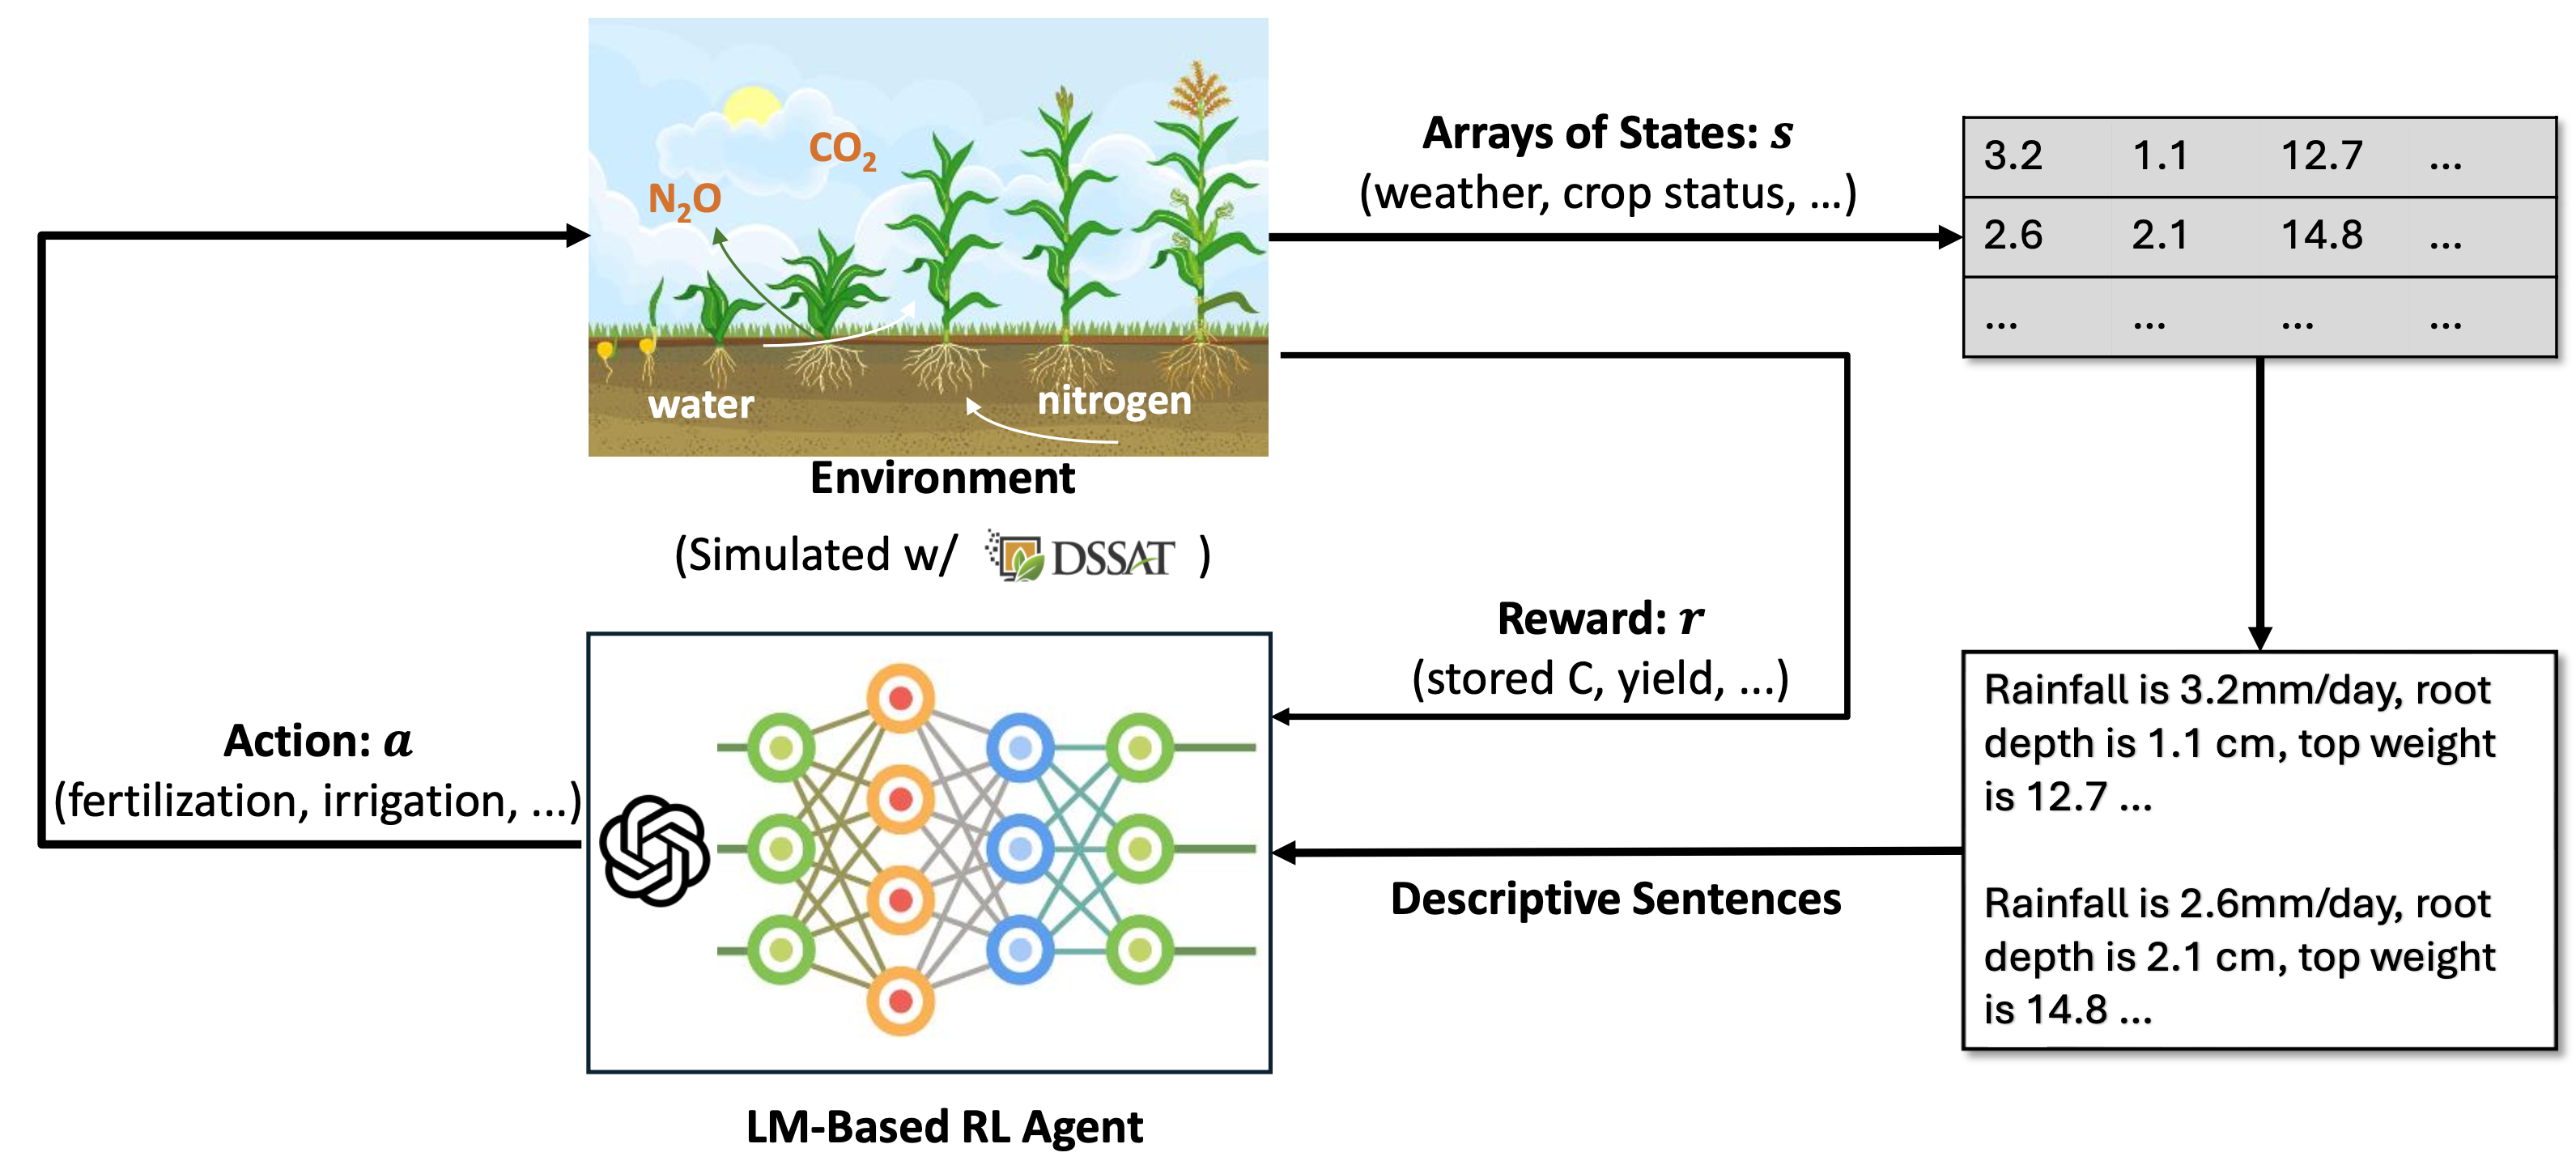 CO₂
N₂O
water
nitrogen
Environment
(Simulated w/ DSSAT )
Arrays of States: s
(weather, crop status, ...)
3.2 1.1 12.7 ...
2.6 2.1 14.8 ...
... ... ... ...
Reward: r
(stored C, yield, ...)
Rainfall is 3.2mm/day, root
depth is 1.1 cm, top weight
is 12.7 ...
Rainfall is 2.6mm/day, root
depth is 2.1 cm, top weight
is 14.8 ...
Descriptive Sentences
Action: a
(fertilization, irrigation, ...)
LM-Based RL Agent